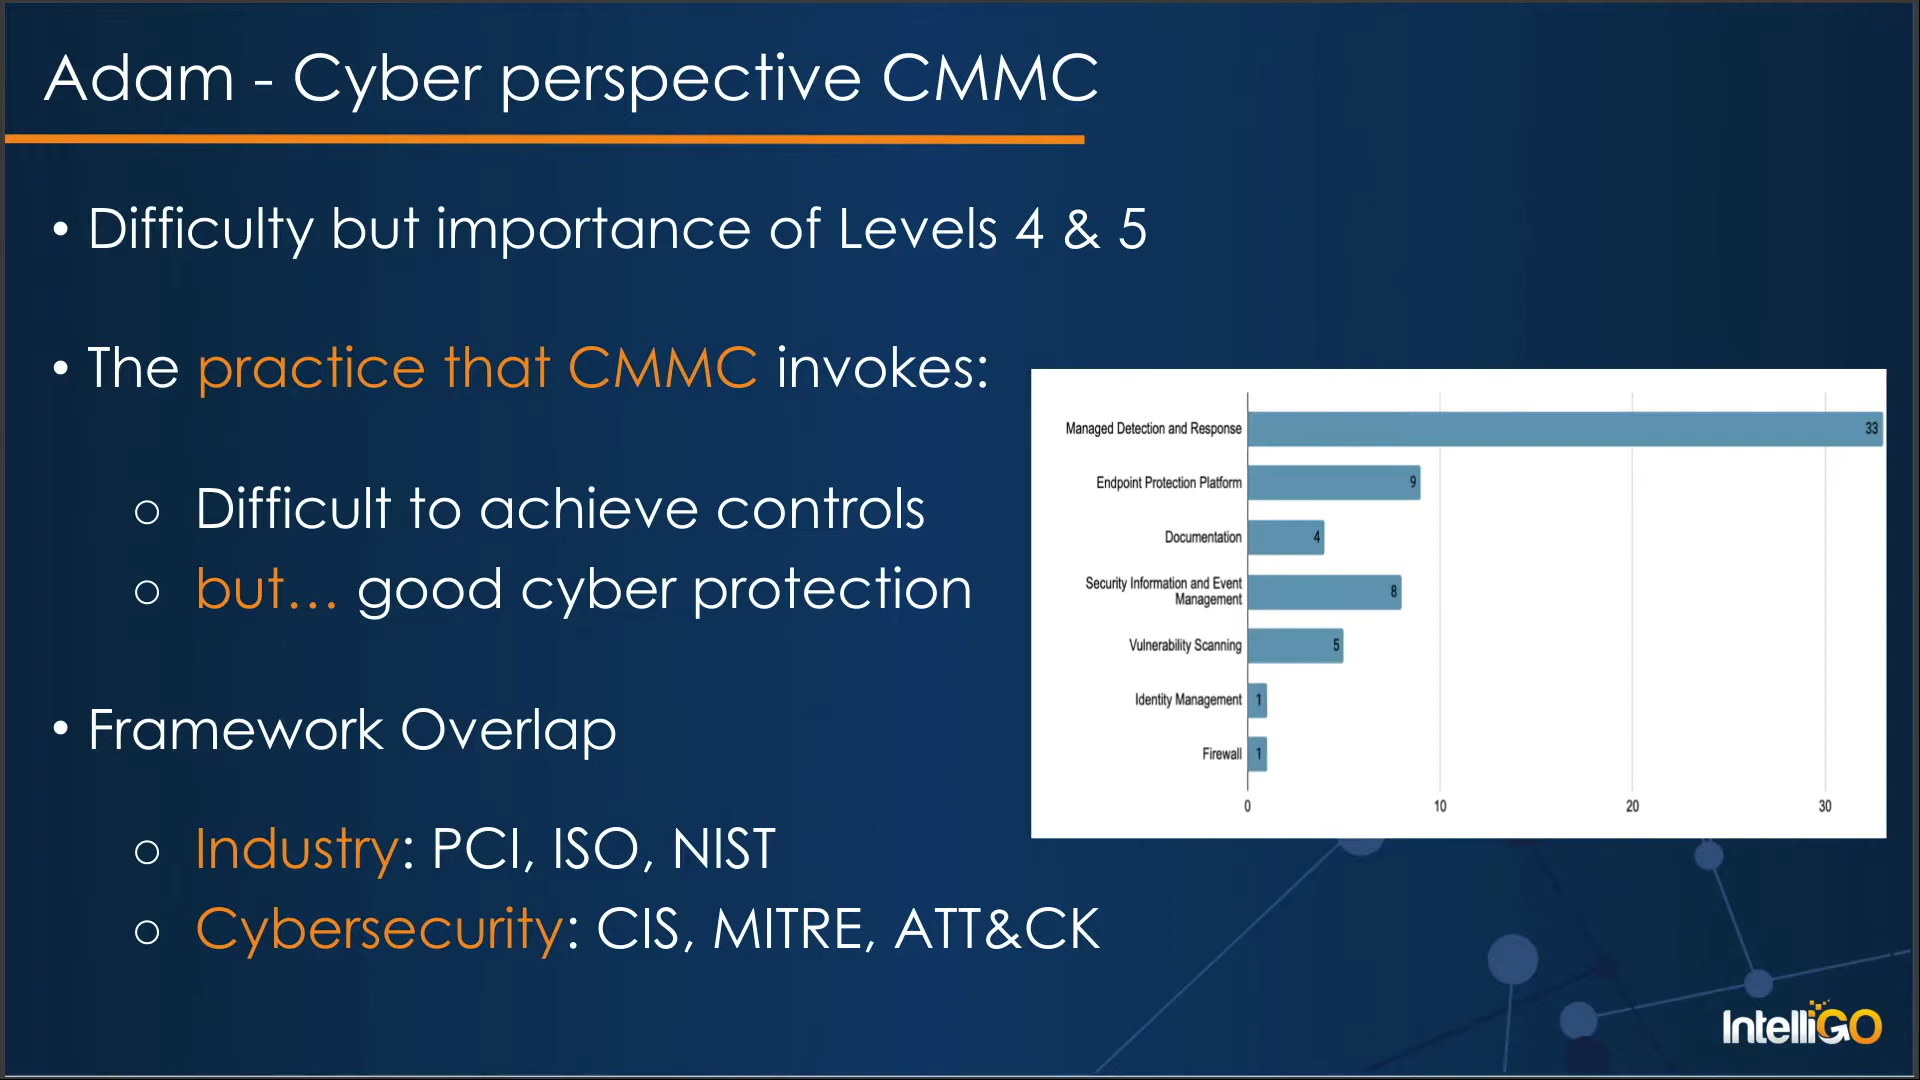 Adam - Cyber perspective CMMC
• Difficulty but importance of Levels 4 & 5
• The practice that CMMC invokes:
○ Difficult to achieve controls
○ but... good cyber protection
• Framework Overlap
○ Industry: PCI, ISO, NIST
○ Cybersecurity: CIS, MITRE, ATT&CK
Managed Detection and Response 33
Endpoint Protection Platform 9
Documentation 4
Security Information and Event
Management 8
Vulnerability Scanning 5
Identity Management 1
Firewall 1
0 10 20 30
IntelliGO